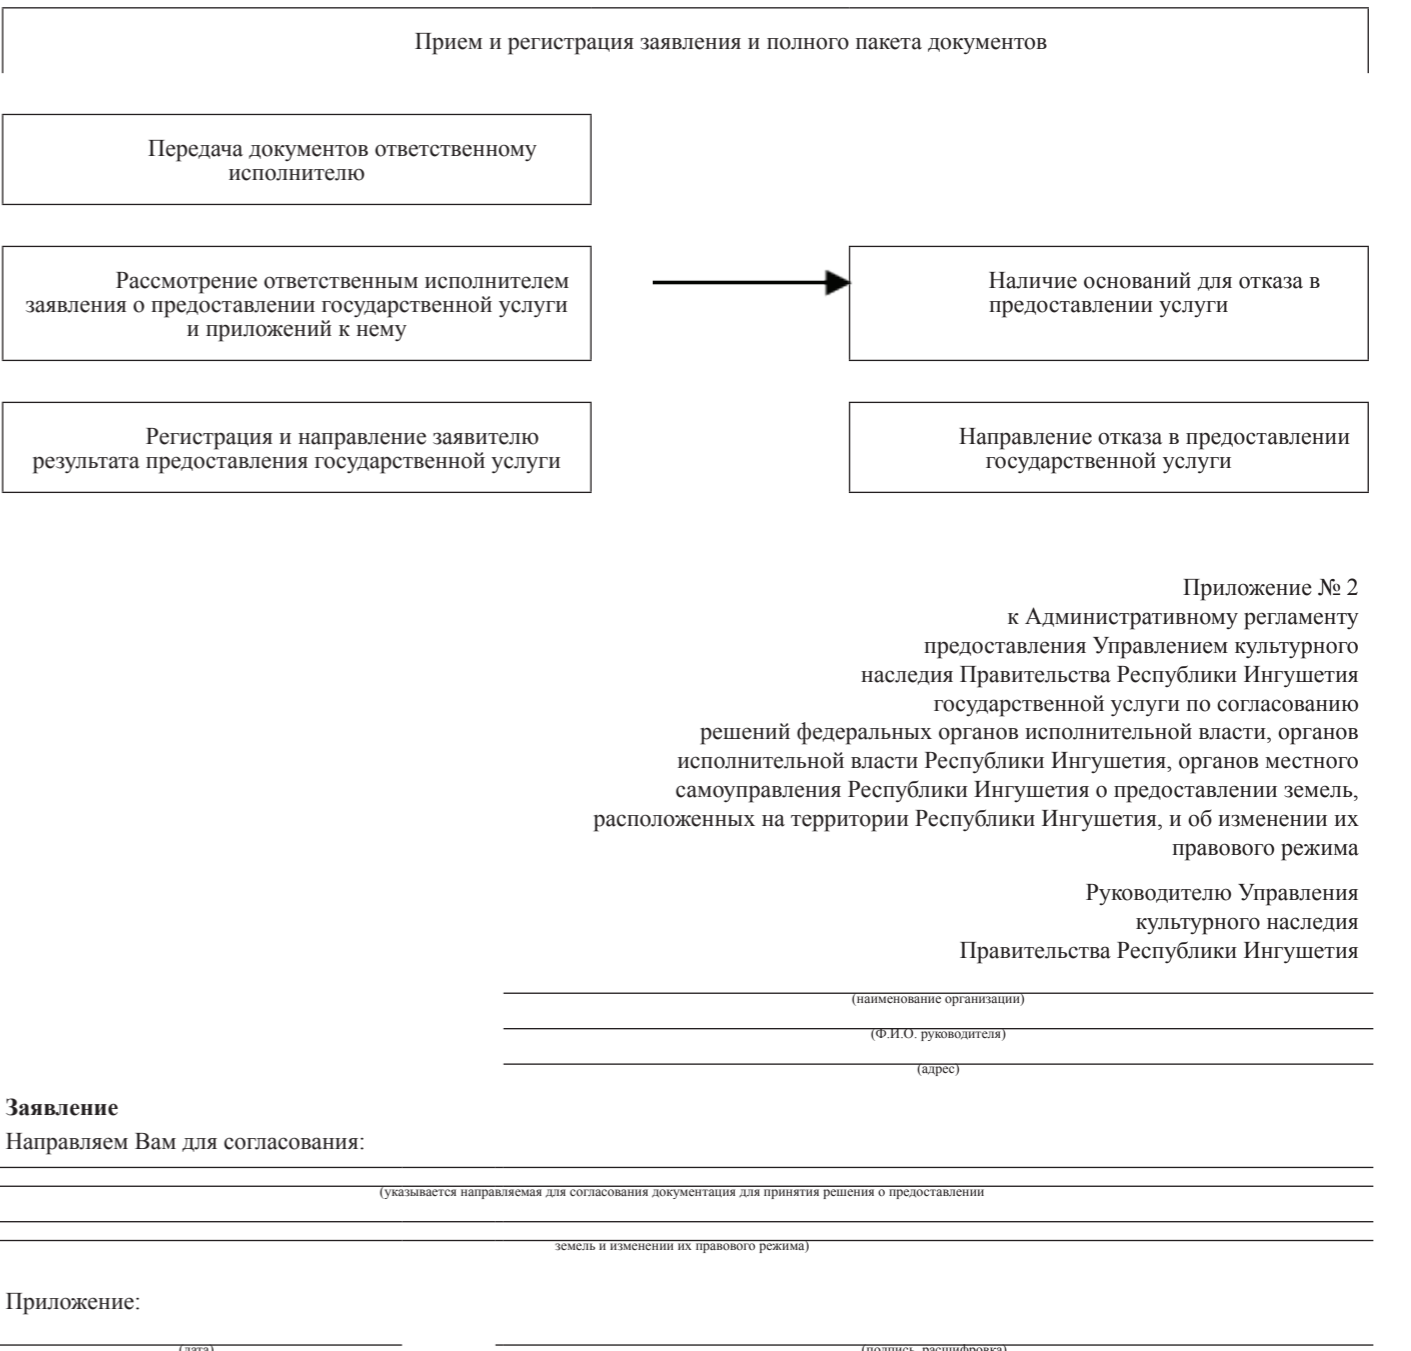 Прием и регистрация заявления и полного пакета документов
Передача документов ответственному
исполнителю
Рассмотрение ответственным исполнителем
заявления о предоставлении государственной услуги
и приложений к нему
Наличие оснований для отказа в
предоставлении услуги
Регистрация и направление заявителю
результата предоставления государственной услуги
Направление отказа в предоставлении
государственной услуги
Приложение № 2
к Административному регламенту
предоставления Управлением культурного
наследия Правительства Республики Ингушетия
государственной услуги по согласованию
решений федеральных органов исполнительной власти, органов
исполнительной власти Республики Ингушетия, органов местного
самоуправления Республики Ингушетия о предоставлении земель,
расположенных на территории Республики Ингушетия, и об изменении их
правового режима
Руководителю Управления
культурного наследия
Правительства Республики Ингушетия
(наименование организации)
(Ф.И.О. руководителя)
(адрес)
Заявление
Направляем Вам для согласования:
(указывается направляемая для согласования документация для принятия решения о предоставлении
земель и изменении их правового режима)
Приложение:
(дата)
(подпись, расшифровка)